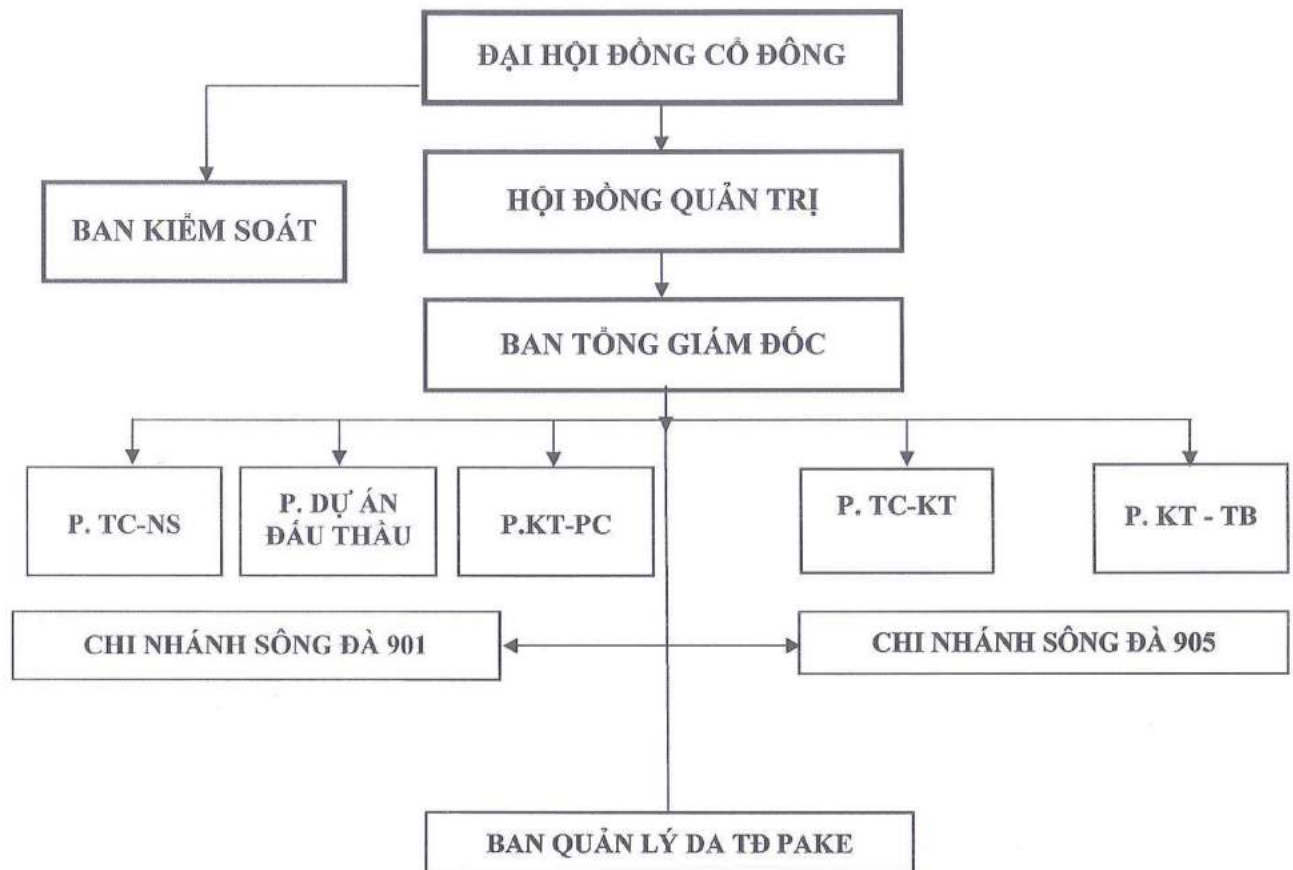 ĐẠI HỘI ĐỒNG CỔ ĐÔNG
HỘI ĐỒNG QUẢN TRỊ
BAN KIỂM SOÁT
BAN TỔNG GIÁM ĐỐC
P. TC-NS
P. DỰ ÁN
ĐẤU THẦU
P.KT-PC
P. TC-KT
P. KT - TB
CHI NHÁNH SÔNG ĐÀ 901
CHI NHÁNH SÔNG ĐÀ 905
BAN QUẢN LÝ DA TĐ PAKE